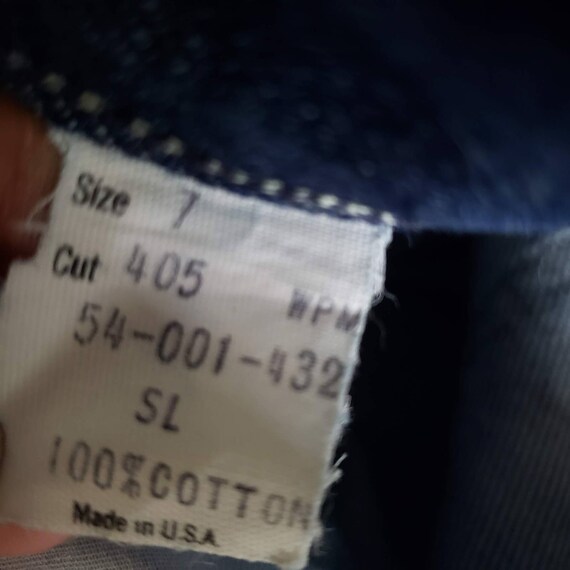 Size 7
Cut 405
WPM
54-001-432
SL
100% COTTON
Made in U.S.A.